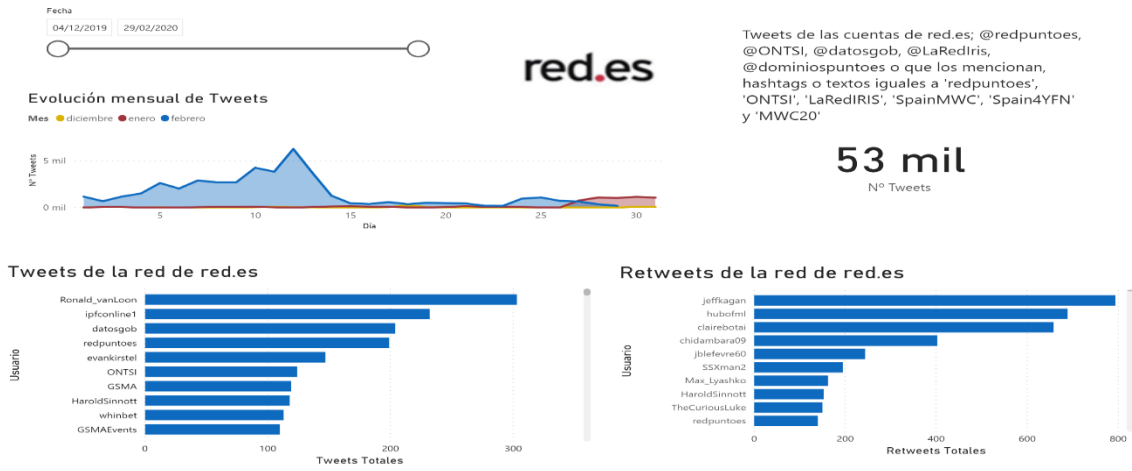 Fecha
04/12/2019 29/02/2020
red.es
Tweets de las cuentas de red.es; @redpuntoes,
@ONTSI, @datosgob, @LaRedIris,
@dominiospuntoes o que los mencionan,
hashtags o textos iguales a 'redpuntoes',
'ONTSI', 'LaRedIRIS', 'SpainMWC', 'Spain4YFN'
y 'MWC20'
53 mil
Nº Tweets
Evolución mensual de Tweets
Mes diciembre enero febrero
Nº Tweets
5 mil
0 mil
5 10 15 20 25 30
Día
Tweets de la red de red.es
Usuario
Ronald_vanLoon
ipfconline1
datosgob
redpuntoes
evankirstel
ONTSI
GSMA
HaroldSinnott
whinbet
GSMAEvents
0 100 200 300
Tweets Totales
Retweets de la red de red.es
Usuario
jeffkagan
hubofml
clairebotai
chidambara09
jblefevre60
SSXman2
Max_Lyashko
HaroldSinnott
TheCuriousLuke
redpuntoes
0 200 400 600 800
Retweets Totales